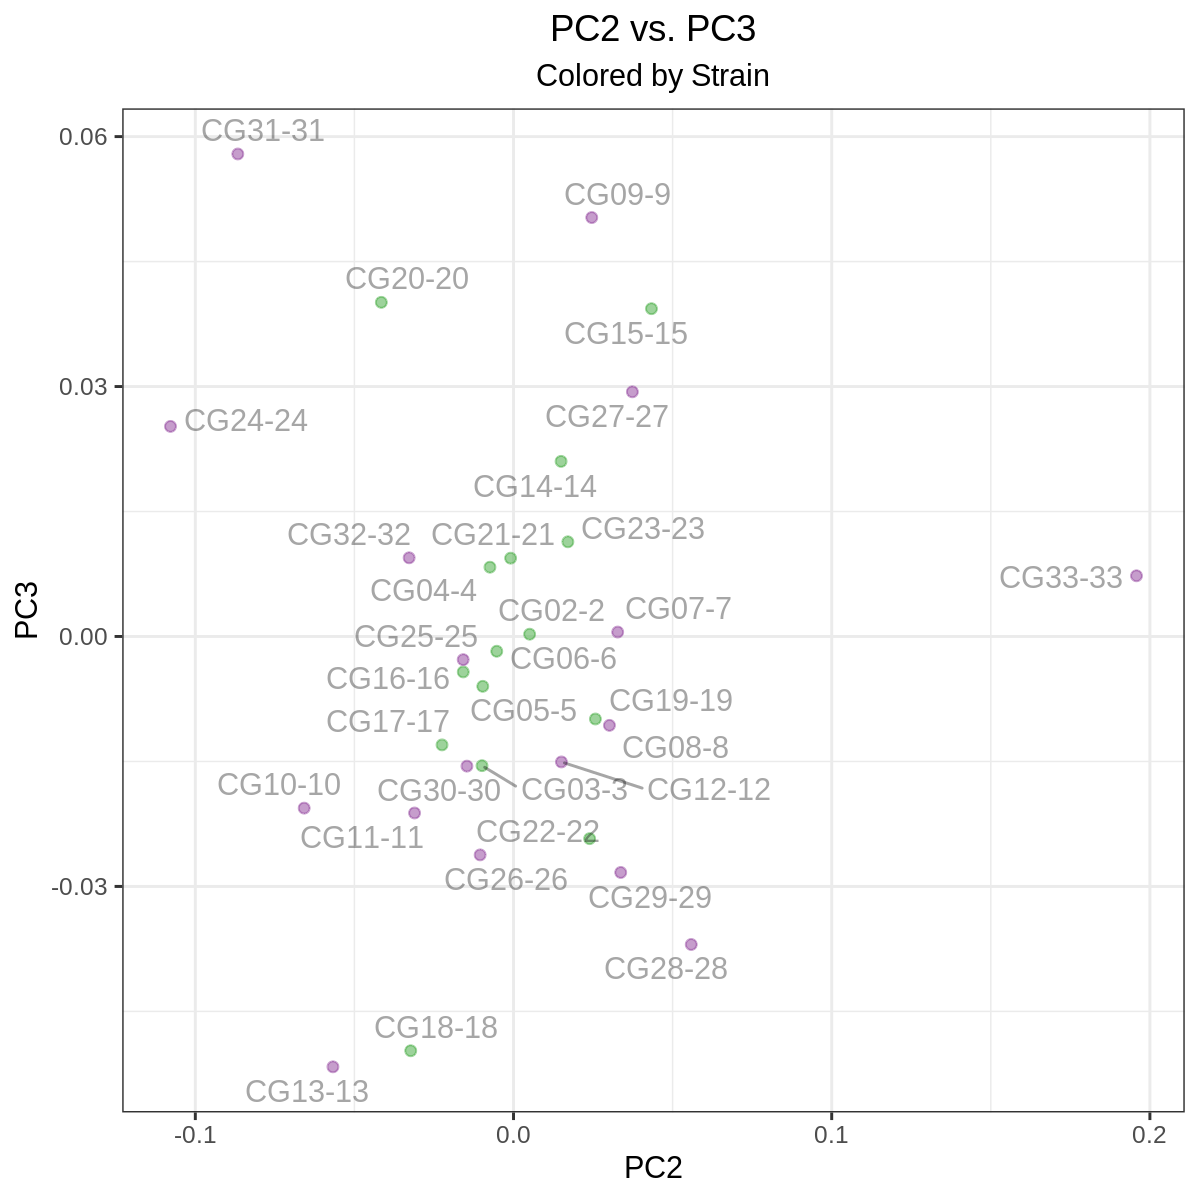 PC2 vs. PC3
Colored by Strain
0.06
CG31-31
CG09-9
CG20-20
CG15-15
0.03
CG27-27
CG24-24
CG14-14
CG23-23
CG32-32
CG21-21
CG33-33
CG04-4
CG02-2
CG07-7
PC3
0.00
CG25-25
CG06-6
CG16-16
CG19-19
CG05-5
CG17-17
CG08-8
CG10-10
CG30-30
CG03-3
CG12-12
CG11-11
CG22-22
CG26-26
-0.03
CG29-29
CG28-28
CG18-18
CG13-13
-0.1
0.0
0.1
0.2
PC2